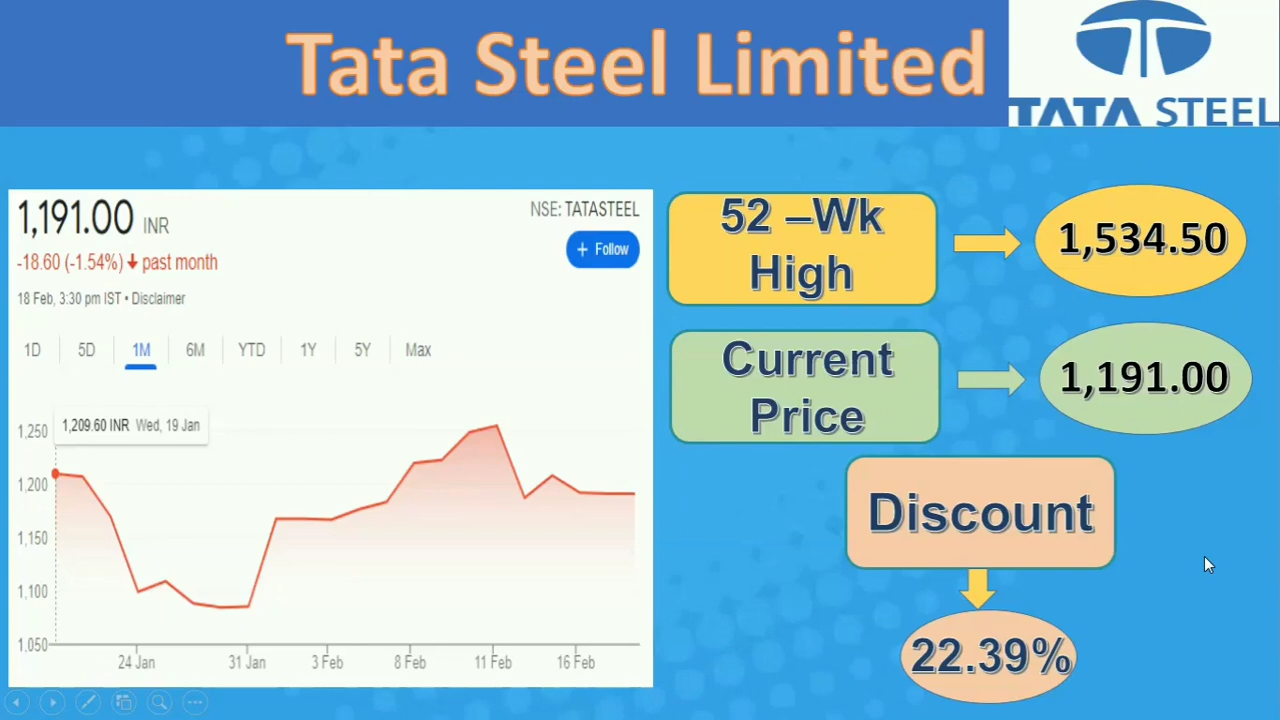 Tata Steel Limited
TATA STEEL
1,191.00 INR
NSE: TATASTEEL
+ Follow
-18.60 (-1.54%) past month
18 Feb, 3:30 pm IST • Disclaimer
1D 5D 1M 6M YTD 1Y 5Y Max
1,209.60 INR Wed, 19 Jan
1,250
1,200
1,150
1,100
1,050
24 Jan 31 Jan 3 Feb 8 Feb 11 Feb 16 Feb
52 –Wk
High
1,534.50
Current
Price
1,191.00
Discount
22.39%